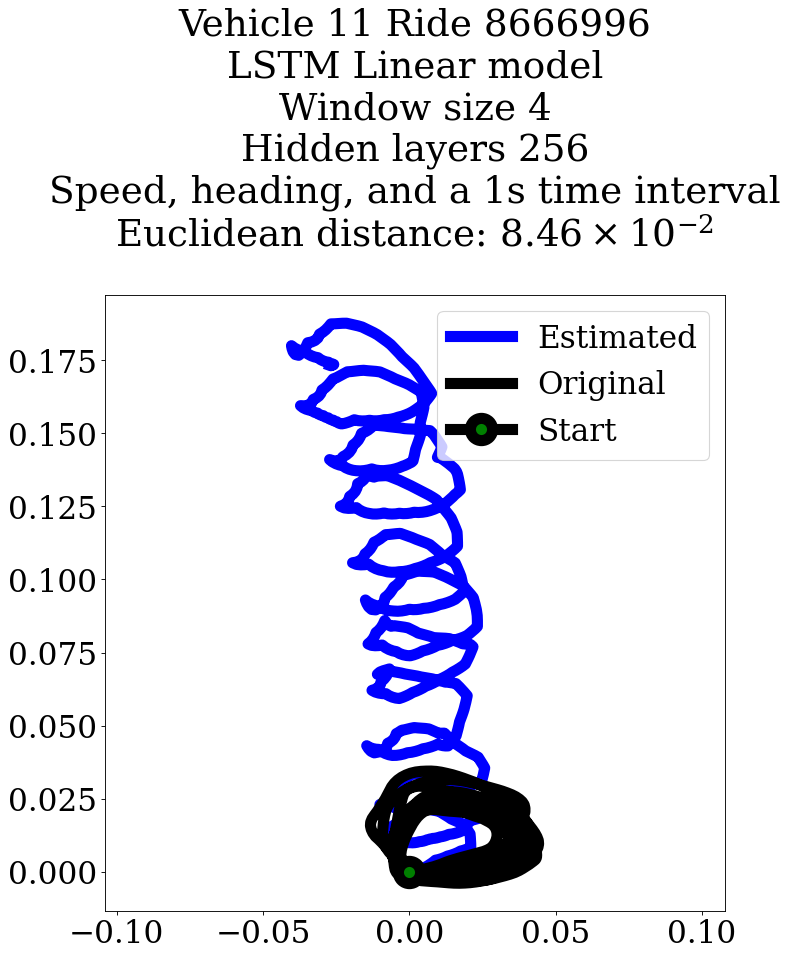 Vehicle 11 Ride 8666996
LSTM Linear model
Window size 4
Hidden layers 256
Speed, heading, and a 1s time interval
Euclidean distance: 8.46 × 10⁻²
Estimated
Original
Start
0.175
0.150
0.125
0.100
0.075
0.050
0.025
0.000
−0.10 −0.05 0.00 0.05 0.10